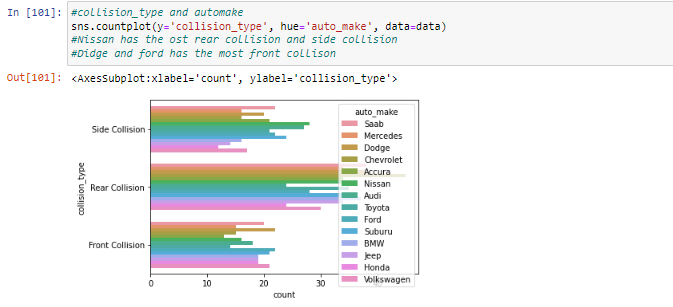 In [101]: #collision_type and automake
sns.countplot(y='collision_type', hue='auto_make', data=data)
#Nissan has the ost rear collision and side collision
#Didge and ford has the most front collison
Out[101]: <AxesSubplot:xlabel='count', ylabel='collision_type'>
auto_make
Saab
Mercedes
Dodge
Chevrolet
Accura
Nissan
Audi
Toyota
Ford
Suburu
BMW
Jeep
Honda
Volkswagen
collision_type
Side Collision
Rear Collision
Front Collision
0 10 20 30
count